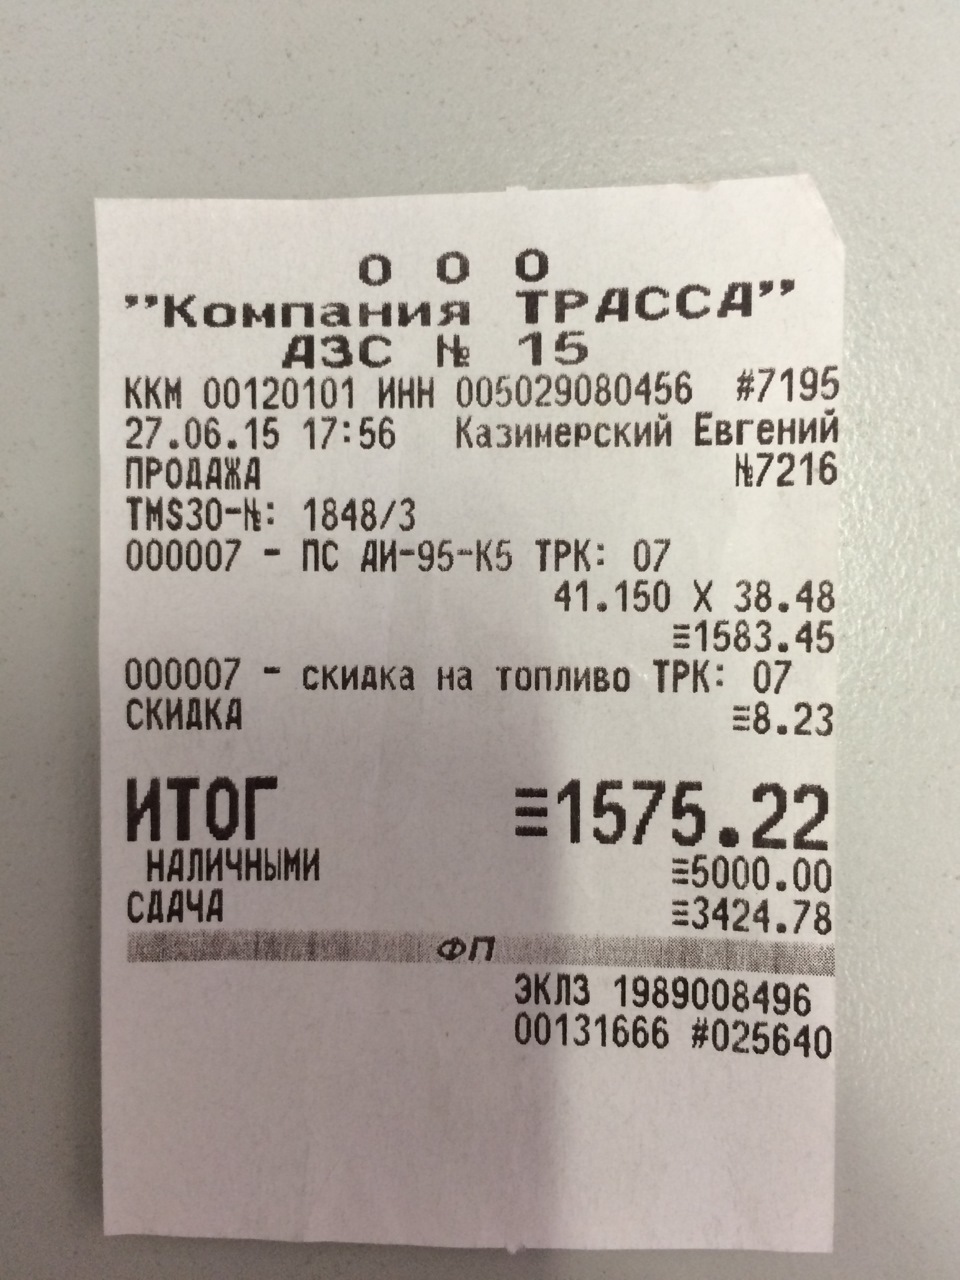 О О О
"Компания ТРАССА"
АЗС № 15
ККМ 00120101 ИНН 005029080456 #7195
27.06.15 17:56 Казимерский Евгений
ПРОДАЖА №7216
TMS30-№: 1848/3
000007 - ПС АИ-95-К5 ТРК: 07
41.150 X 38.48
≡1583.45
000007 - скидка на топливо ТРК: 07
СКИДКА ≡8.23
ИТОГ ≡1575.22
НАЛИЧНЫМИ ≡5000.00
СДАЧА ≡3424.78
ФП
ЭКЛЗ 1989008496
00131666 #025640